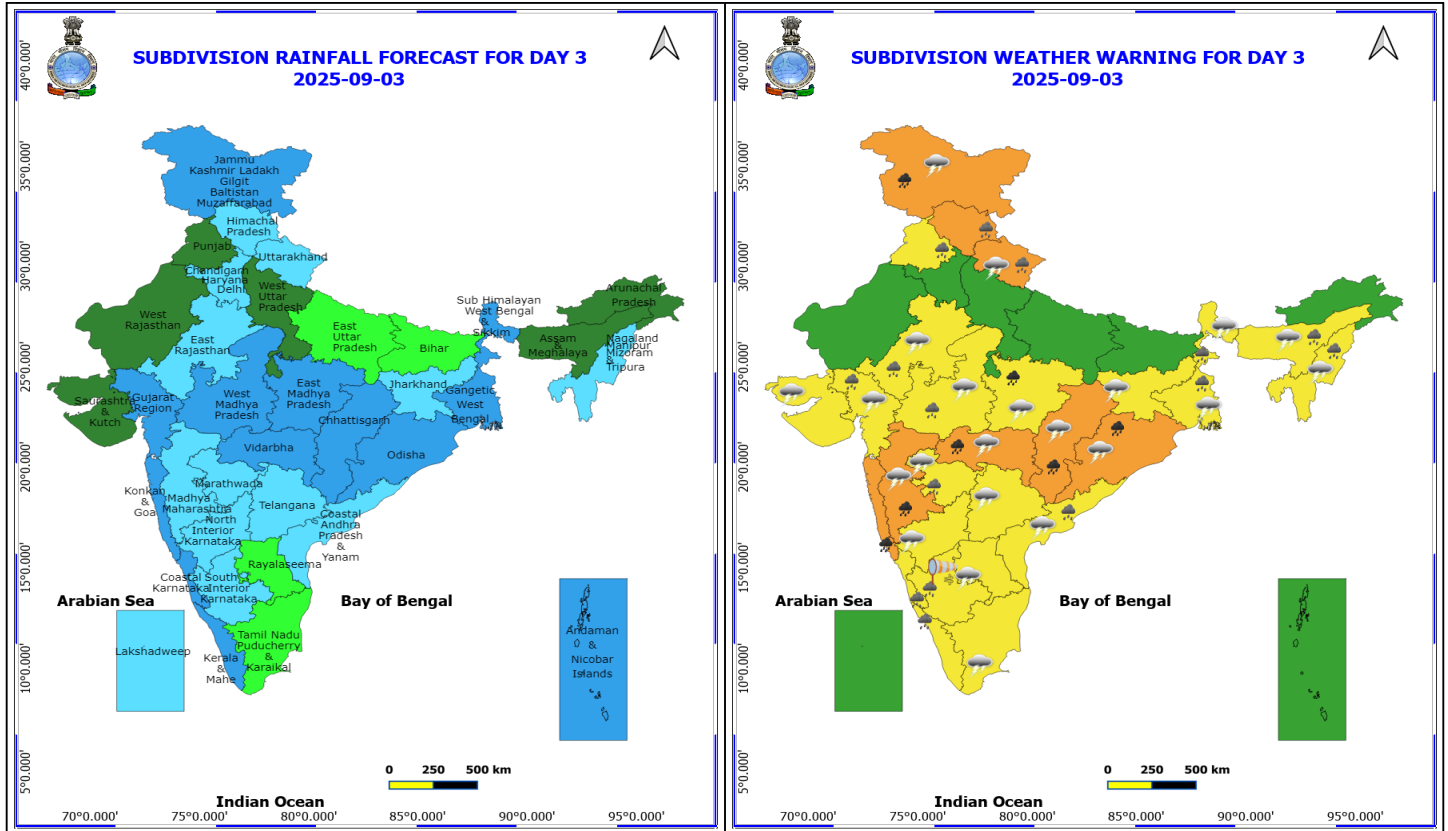 SUBDIVISION RAINFALL FORECAST FOR DAY 3
2025-09-03
40°0.000'
35°0.000'
30°0.000'
25°0.000'
20°0.000'
15°0.000'
10°0.000'
5°0.000'
Jammu
Kashmir Ladakh
Gilgit
Baltistan
Muzaffarabad
Himachal
Pradesh
Punjab
Uttarakhand
Chandigarh
Haryana
Delhi
West
Uttar
Pradesh
West
Rajasthan
East
Rajasthan
East
Uttar
Pradesh
Bihar
Sub Himalayan
West Bengal
&
Sikkim
Arunachal
Pradesh
Assam
&
Meghalaya
Nagaland
Manipur
Mizoram
&
Tripura
Saurashtra
&
Kutch
Gujarat
Region
West
Madhya
Pradesh
East
Madhya
Pradesh
Jharkhand
Gangetic
West
Bengal
Chhattisgarh
Vidarbha
Odisha
Konkan
&
Goa
Madhya
Maharashtra
Marathwada
Telangana
North
Interior
Karnataka
Coastal
Andhra
Pradesh
&
Yanam
Rayalaseema
Coastal
Karnataka
South
Interior
Karnataka
Arabian Sea
Bay of Bengal
Lakshadweep
Kerala
&
Mahe
Tamil Nadu
Puducherry
&
Karaikal
Andaman
&
Nicobar
Islands
0 250 500 km
Indian Ocean
70°0.000' 75°0.000' 80°0.000' 85°0.000' 90°0.000' 95°0.000'
SUBDIVISION WEATHER WARNING FOR DAY 3
2025-09-03
40°0.000'
35°0.000'
30°0.000'
25°0.000'
20°0.000'
15°0.000'
10°0.000'
5°0.000'
Arabian Sea
Bay of Bengal
0 250 500 km
Indian Ocean
70°0.000' 75°0.000' 80°0.000' 85°0.000' 90°0.000' 95°0.000'